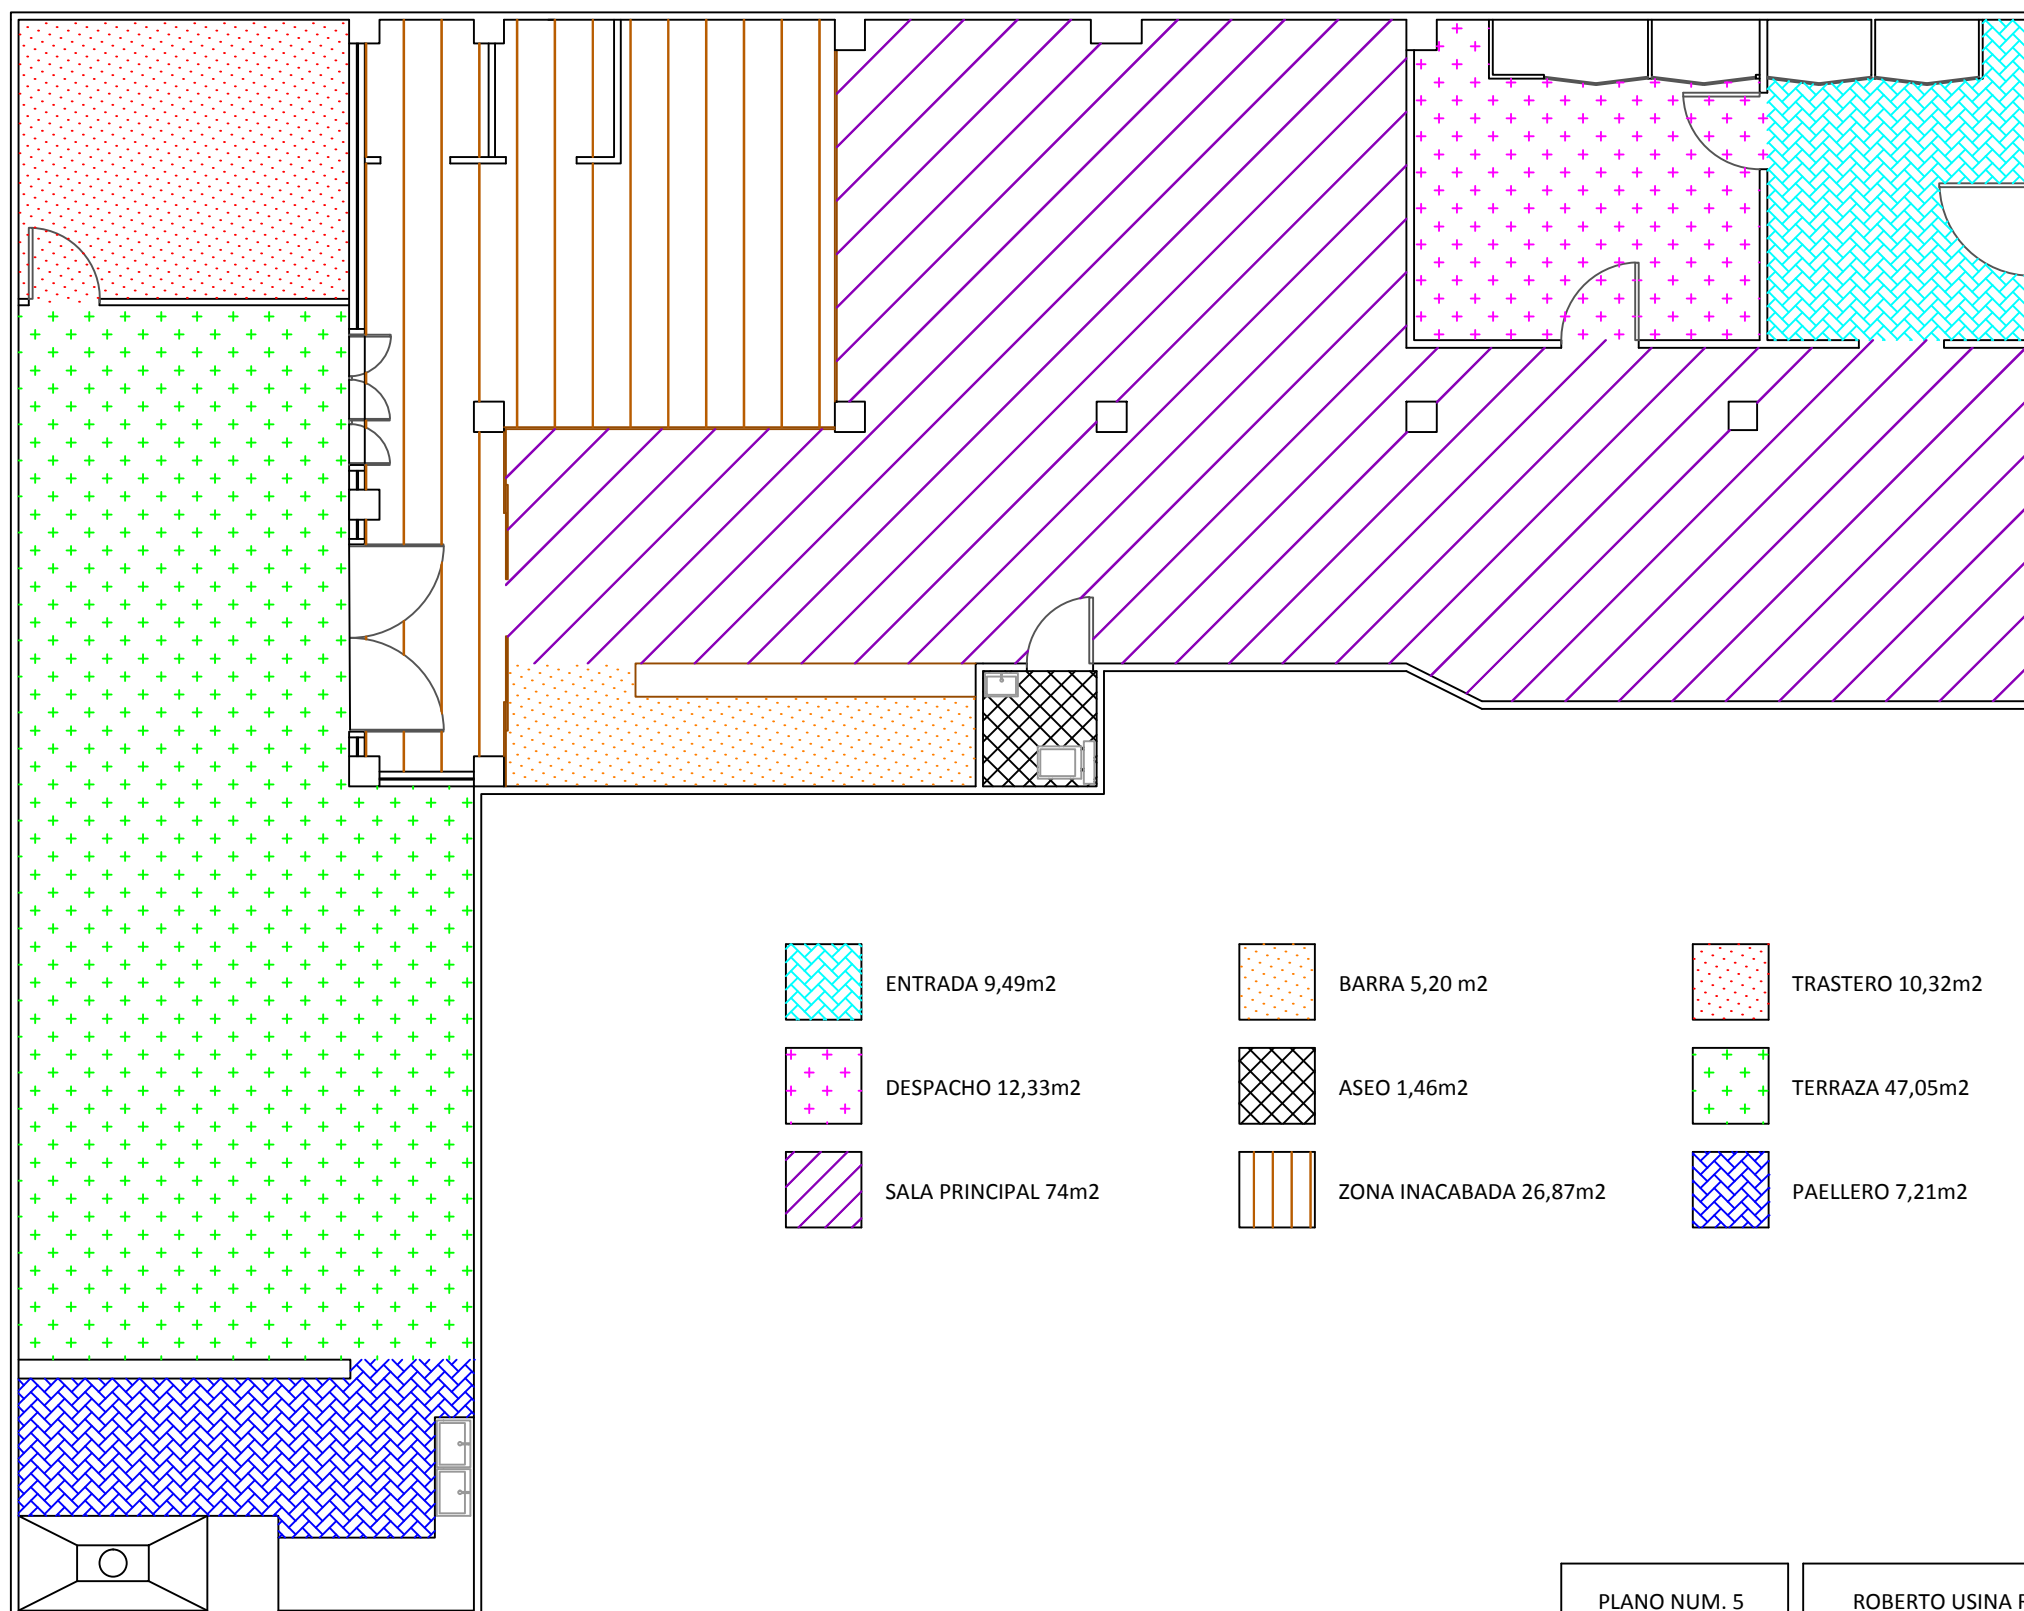 ENTRADA 9,49m2
BARRA 5,20 m2
TRASTERO 10,32m2
DESPACHO 12,33m2
ASEO 1,46m2
TERRAZA 47,05m2
SALA PRINCIPAL 74m2
ZONA INACABADA 26,87m2
PAELLERO 7,21m2
PLANO NUM. 5
ROBERTO USINA